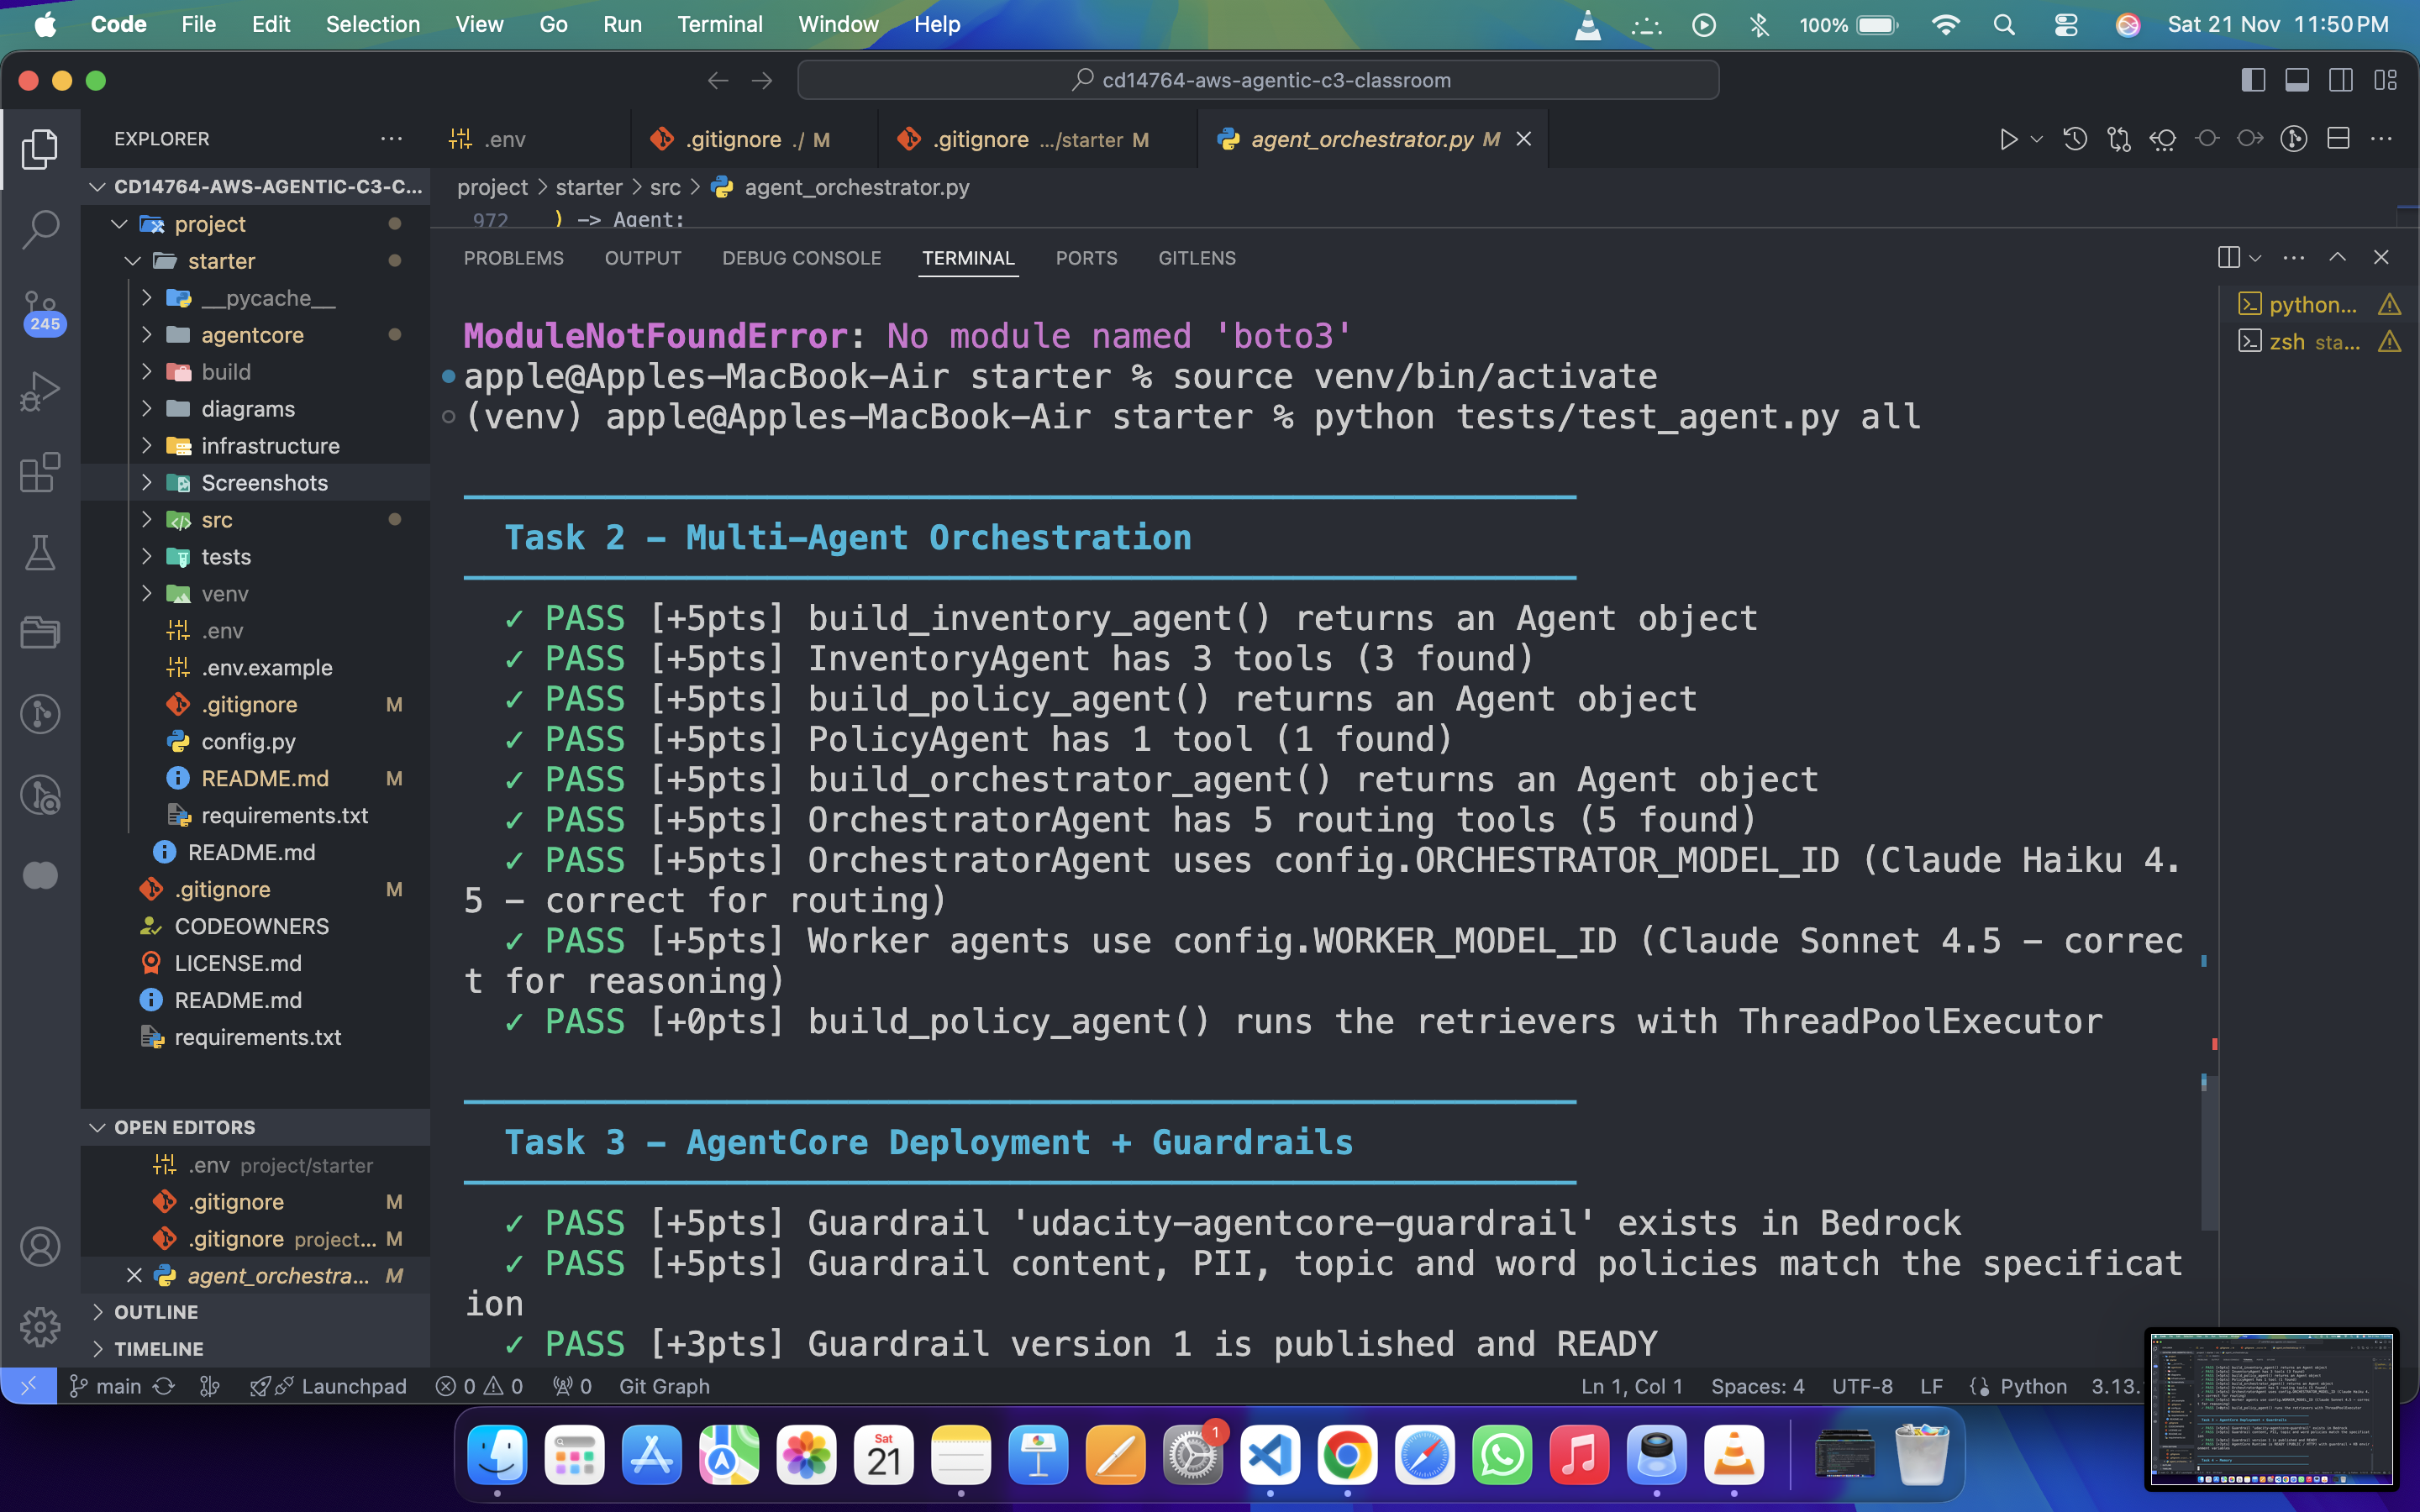 Code File Edit Selection View Go Run Terminal Window Help 100% Sat 21 Nov 11:50 PM
cd14764-aws-agentic-c3-classroom
EXPLORER
.env
.gitignore ./ M
.gitignore .../starter M
agent_orchestrator.py M
CD14764-AWS-AGENTIC-C3-C...
project > starter > src > agent_orchestrator.py
972 ) -> Agent:
project
starter
__pycache__
agentcore
build
diagrams
infrastructure
Screenshots
src
tests
venv
.env
.env.example
.gitignore M
config.py
README.md M
requirements.txt
README.md
.gitignore M
CODEOWNERS
LICENSE.md
README.md
requirements.txt
245
OPEN EDITORS
.env project/starter
.gitignore M
.gitignore project... M
agent_orchestra... M
OUTLINE
TIMELINE
PROBLEMS OUTPUT DEBUG CONSOLE TERMINAL PORTS GITLENS
python...
zsh sta...
ModuleNotFoundError: No module named 'boto3'
apple@Apples-MacBook-Air starter % source venv/bin/activate
(venv) apple@Apples-MacBook-Air starter % python tests/test_agent.py all
Task 2 - Multi-Agent Orchestration
✓ PASS [+5pts] build_inventory_agent() returns an Agent object
✓ PASS [+5pts] InventoryAgent has 3 tools (3 found)
✓ PASS [+5pts] build_policy_agent() returns an Agent object
✓ PASS [+5pts] PolicyAgent has 1 tool (1 found)
✓ PASS [+5pts] build_orchestrator_agent() returns an Agent object
✓ PASS [+5pts] OrchestratorAgent has 5 routing tools (5 found)
✓ PASS [+5pts] OrchestratorAgent uses config.ORCHESTRATOR_MODEL_ID (Claude Haiku 4.
5 - correct for routing)
✓ PASS [+5pts] Worker agents use config.WORKER_MODEL_ID (Claude Sonnet 4.5 - correc
t for reasoning)
✓ PASS [+0pts] build_policy_agent() runs the retrievers with ThreadPoolExecutor
Task 3 - AgentCore Deployment + Guardrails
✓ PASS [+5pts] Guardrail 'udacity-agentcore-guardrail' exists in Bedrock
✓ PASS [+5pts] Guardrail content, PII, topic and word policies match the specificat
ion
✓ PASS [+3pts] Guardrail version 1 is published and READY
main Launchpad 0 0 0 Git Graph Ln 1, Col 1 Spaces: 4 UTF-8 LF Python 3.13.
Sat
21
1